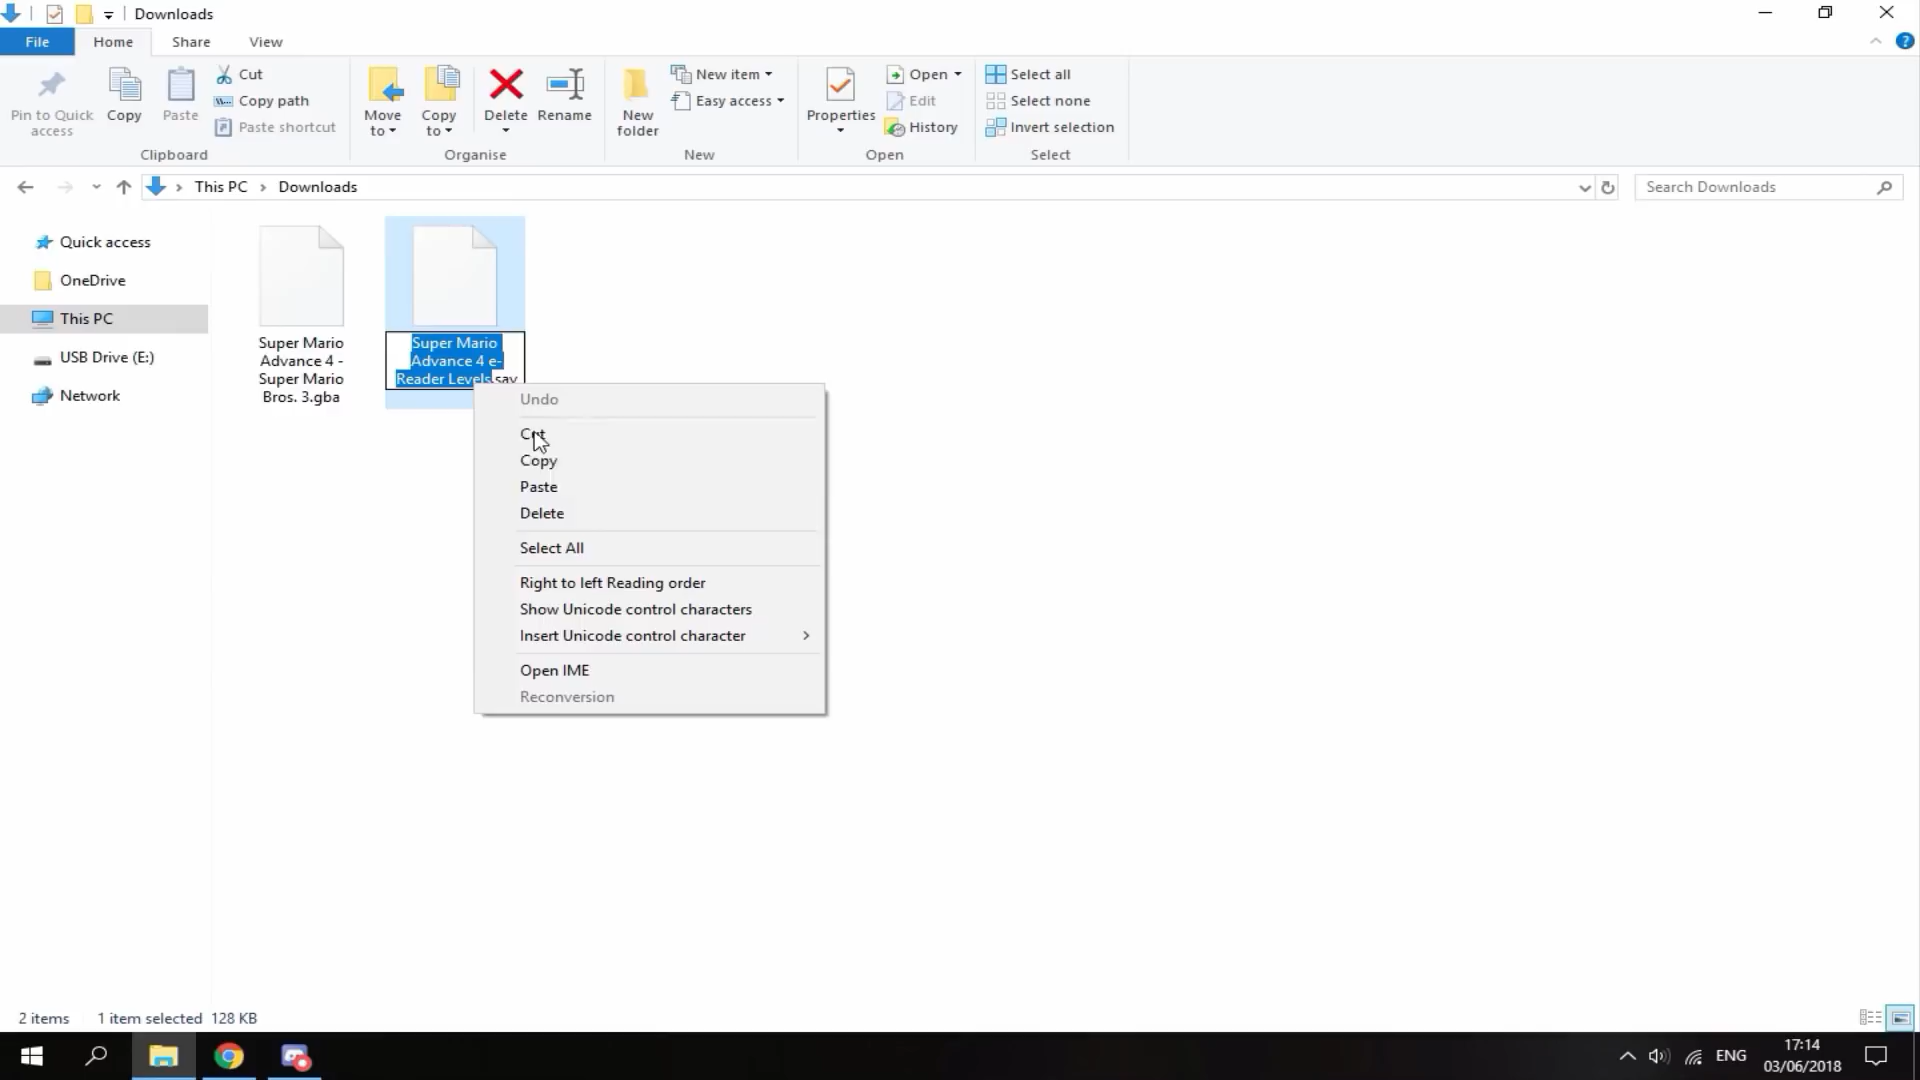 Downloads
File
Home
Share
View
Pin to Quick
access
Copy
Paste
Cut
Copy path
Paste shortcut
Clipboard
Move
to
Copy
to
Delete
Rename
Organise
New
folder
New item
Easy access
New
Properties
Open
Edit
History
Open
Select all
Select none
Invert selection
Select
This PC
Downloads
Search Downloads
Quick access
OneDrive
This PC
USB Drive (E:)
Network
Super Mario
Advance 4 -
Super Mario
Bros. 3.gba
Super Mario
Advance 4 e-
Reader Levels.sav
Undo
Cut
Copy
Paste
Delete
Select All
Right to left Reading order
Show Unicode control characters
Insert Unicode control character
Open IME
Reconversion
2 items
1 item selected 128 KB
ENG
17:14
03/06/2018